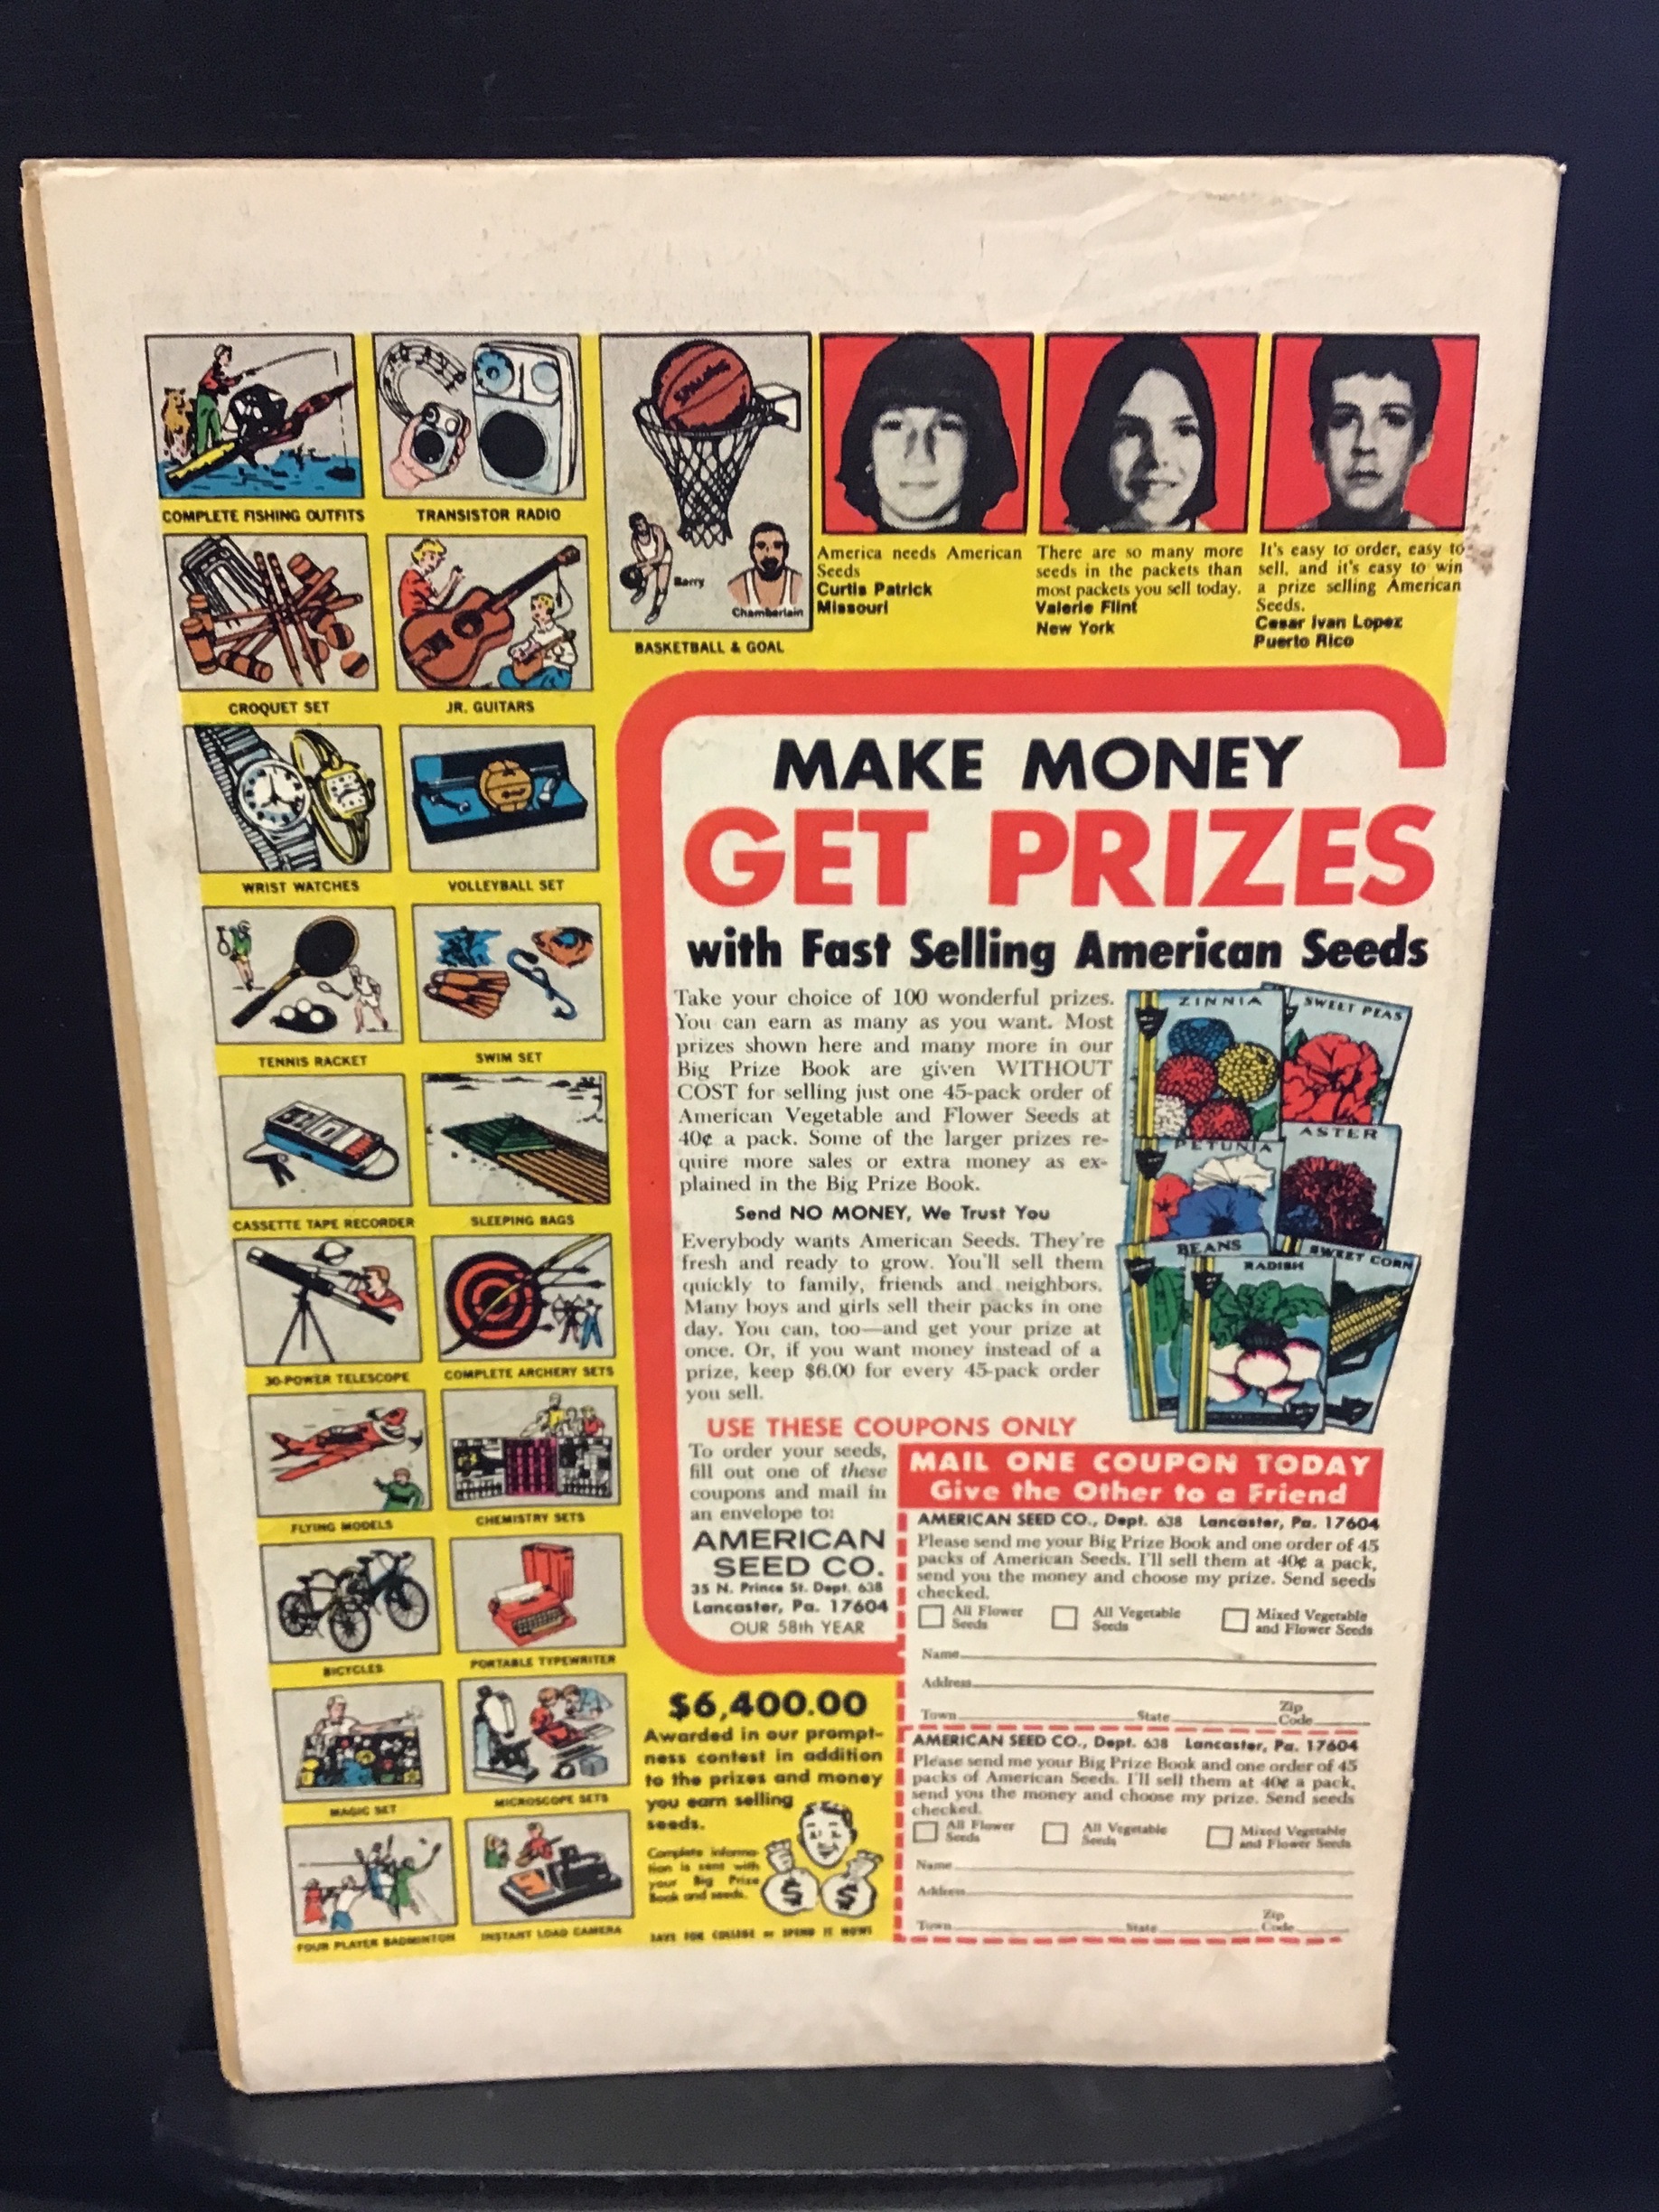 COMPLETE FISHING OUTFITS
TRANSISTOR RADIO
SPALDING
Barry
Chamberlain
BASKETBALL & GOAL
America needs American
Seeds
Curtis Patrick
Missouri
There are so many more
seeds in the packets than
most packets you sell today.
Valerie Flint
New York
It's easy to order, easy to
sell, and it's easy to win
a prize selling American
Seeds.
Cesar Ivan Lopez
Puerto Rico
CROQUET SET
JR. GUITARS
WRIST WATCHES
VOLLEYBALL SET
TENNIS RACKET
SWIM SET
CASSETTE TAPE RECORDER
SLEEPING BAGS
30-POWER TELESCOPE
COMPLETE ARCHERY SETS
FLYING MODELS
CHEMISTRY SETS
BICYCLES
PORTABLE TYPEWRITER
MAGIC SET
MICROSCOPE SETS
FOUR PLAYER BADMINTON
INSTANT LOAD CAMERA
MAKE MONEY
GET PRIZES
with Fast Selling American Seeds
Take your choice of 100 wonderful prizes.
You can earn as many as you want. Most
prizes shown here and many more in our
Big Prize Book are given WITHOUT
COST for selling just one 45-pack order of
American Vegetable and Flower Seeds at
40¢ a pack. Some of the larger prizes re-
quire more sales or extra money as ex-
plained in the Big Prize Book.
Send NO MONEY, We Trust You
Everybody wants American Seeds. They're
fresh and ready to grow. You'll sell them
quickly to family, friends and neighbors.
Many boys and girls sell their packs in one
day. You can, too—and get your prize at
once. Or, if you want money instead of a
prize, keep $6.00 for every 45-pack order
you sell.
ZINNIA
SWEET PEAS
PETUNIA
ASTER
BEANS
RADISH
SWEET CORN
USE THESE COUPONS ONLY
To order your seeds,
fill out one of these
coupons and mail in
an envelope to:
AMERICAN
SEED CO.
35 N. Prince St. Dept. 638
Lancaster, Pa. 17604
OUR 58th YEAR
MAIL ONE COUPON TODAY
Give the Other to a Friend
AMERICAN SEED CO., Dept. 638 Lancaster, Pa. 17604
Please send me your Big Prize Book and one order of 45
packs of American Seeds. I'll sell them at 40¢ a pack,
send you the money and choose my prize. Send seeds
checked.
All Flower
Seeds
All Vegetable
Seeds
Mixed Vegetable
and Flower Seeds
Name
Address
Town State Zip
Code
AMERICAN SEED CO., Dept. 638 Lancaster, Pa. 17604
Please send me your Big Prize Book and one order of 45
packs of American Seeds. I'll sell them at 40¢ a pack,
send you the money and choose my prize. Send seeds
checked.
All Flower
Seeds
All Vegetable
Seeds
Mixed Vegetable
and Flower Seeds
Name
Address
Town State Zip
Code
$6,400.00
Awarded in our prompt-
ness contest in addition
to the prizes and money
you earn selling
seeds.
Complete informa-
tion is sent with
your Big Prize
Book and seeds.
$ $
SAVE FOR COLLEGE or SPEND IT NOW!